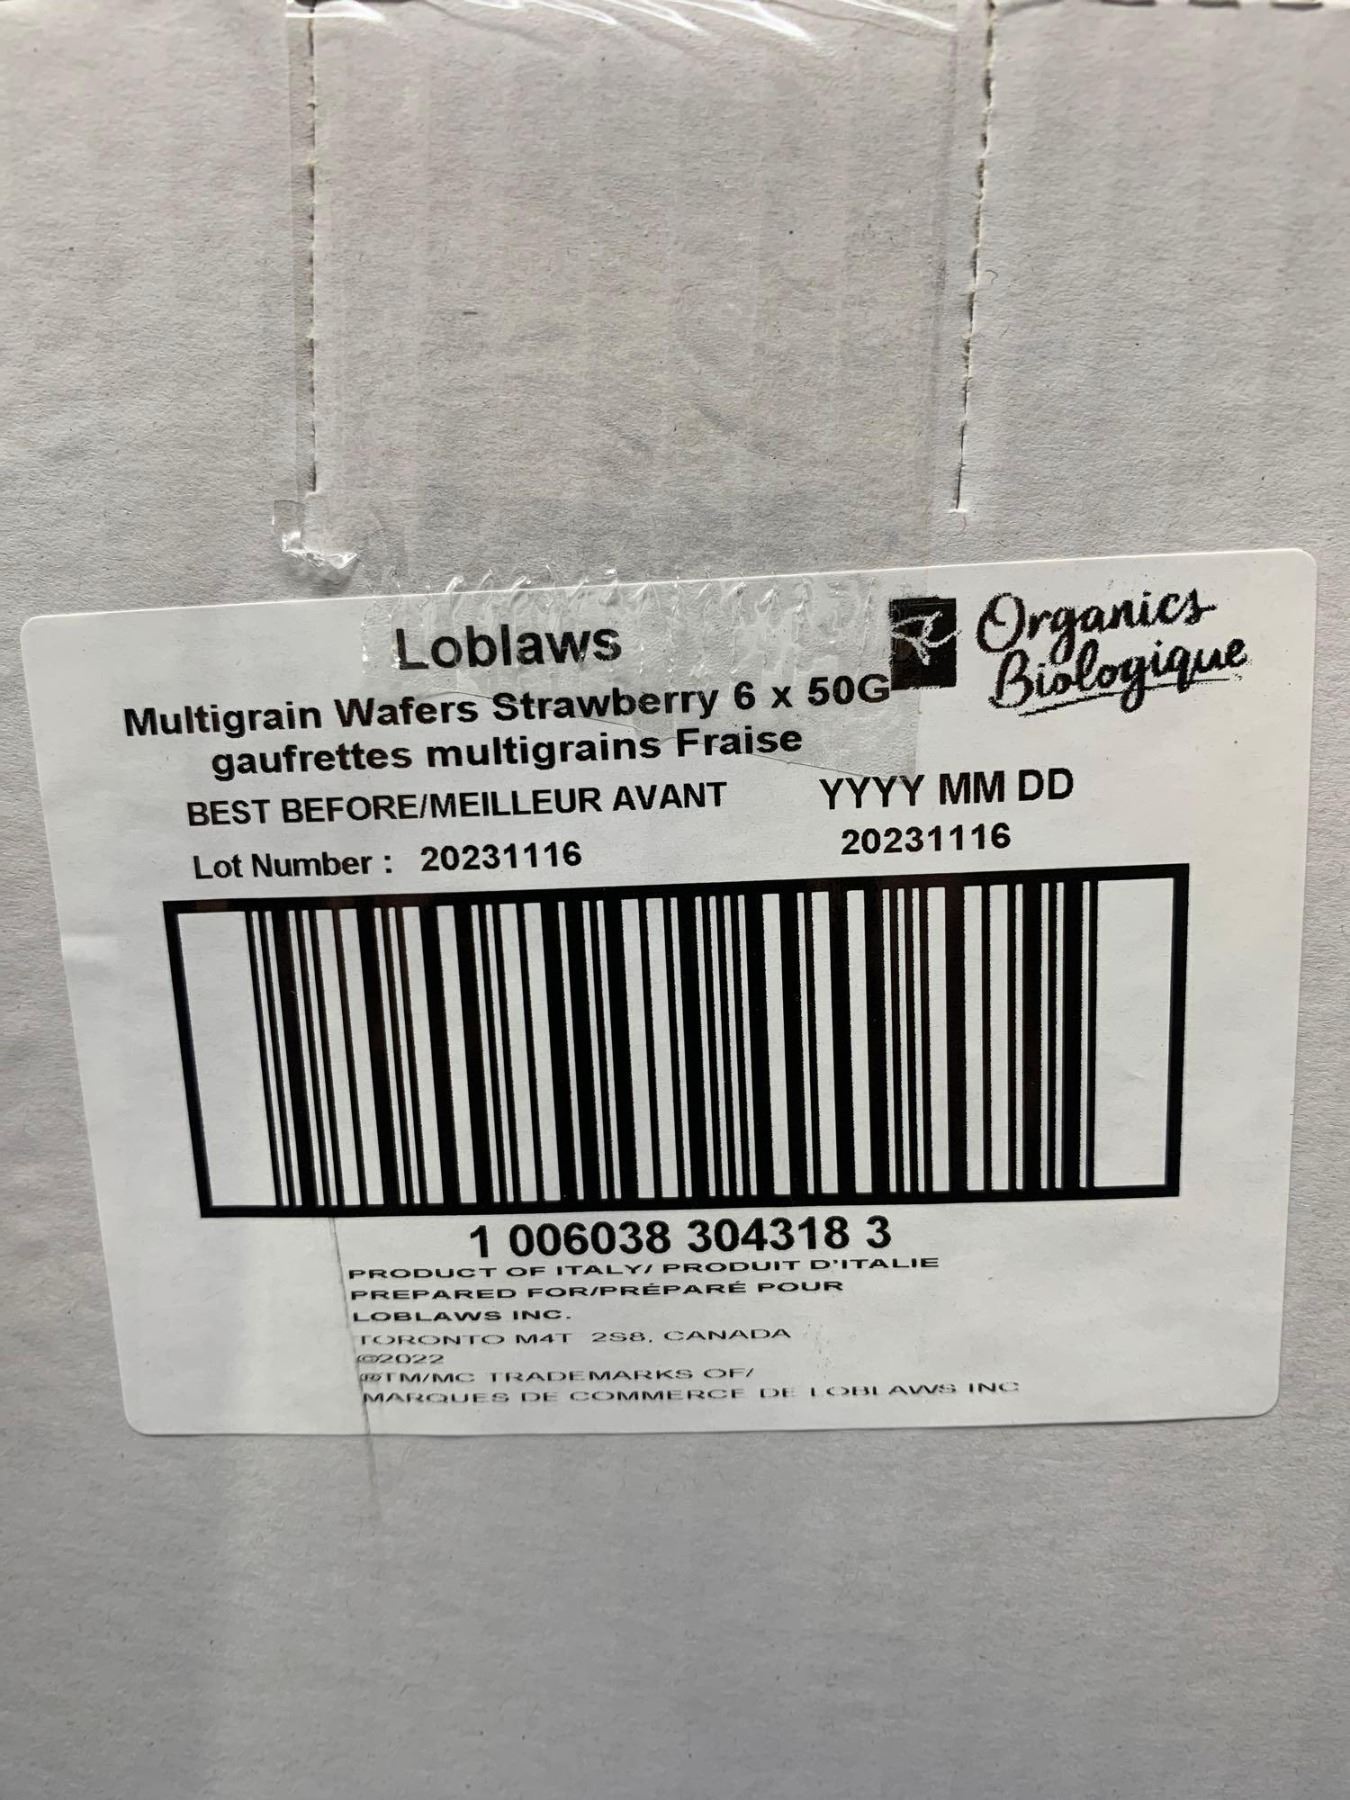 Loblaws
Organics
Biologique
Multigrain Wafers Strawberry 6 x 50G
gaufrettes multigrains Fraise
BEST BEFORE/MEILLEUR AVANT YYYY MM DD
Lot Number : 20231116 20231116
1 006038 304318 3
PRODUCT OF ITALY/ PRODUIT D'ITALIE
PREPARED FOR/PRÉPARÉ POUR
LOBLAWS INC.
TORONTO M4T 2S8, CANADA
©2022
®TM/MC TRADEMARKS OF/
MARQUES DE COMMERCE DE LOBLAWS INC